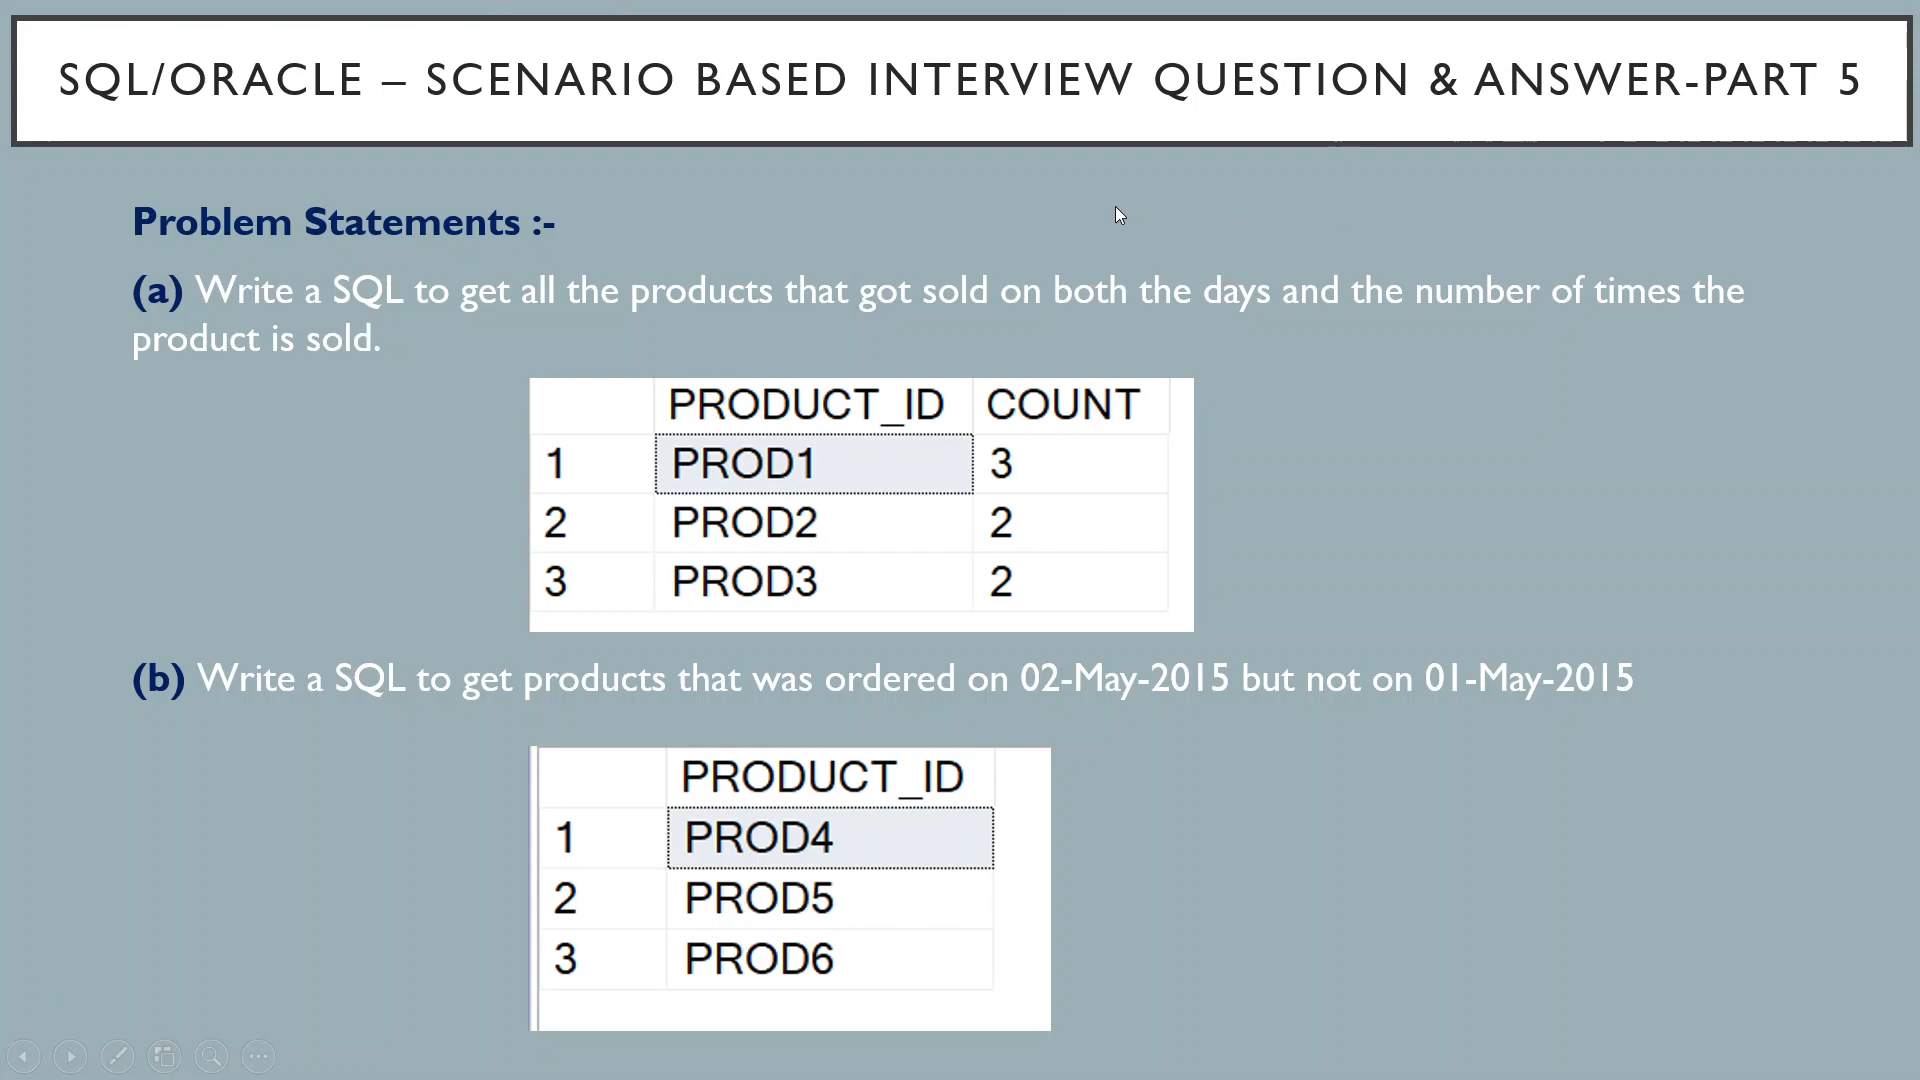 SQL/ORACLE – SCENARIO BASED INTERVIEW QUESTION & ANSWER-PART 5
Problem Statements :-
(a) Write a SQL to get all the products that got sold on both the days and the number of times the
product is sold.
PRODUCT_ID COUNT
1 PROD1 3
2 PROD2 2
3 PROD3 2
(b) Write a SQL to get products that was ordered on 02-May-2015 but not on 01-May-2015
PRODUCT_ID
1 PROD4
2 PROD5
3 PROD6